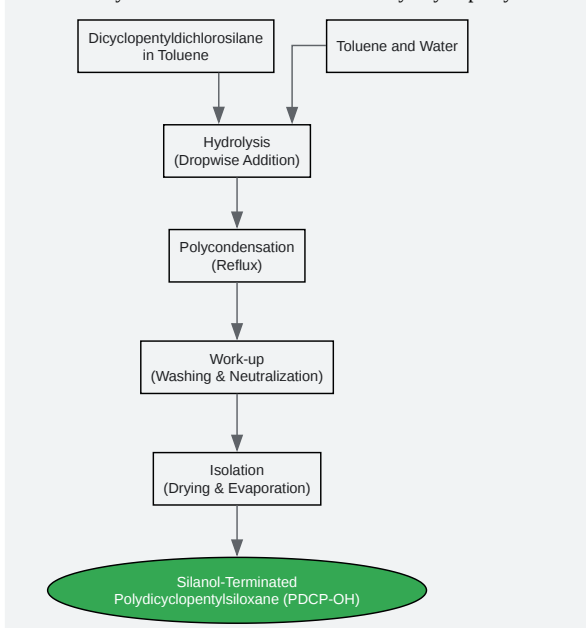 Dicyclopentyldichlorosilane
in Toluene
Toluene and Water
Hydrolysis
(Dropwise Addition)
Polycondensation
(Reflux)
Work-up
(Washing & Neutralization)
Isolation
(Drying & Evaporation)
Silanol-Terminated
Polydicyclopentylsiloxane (PDCP-OH)